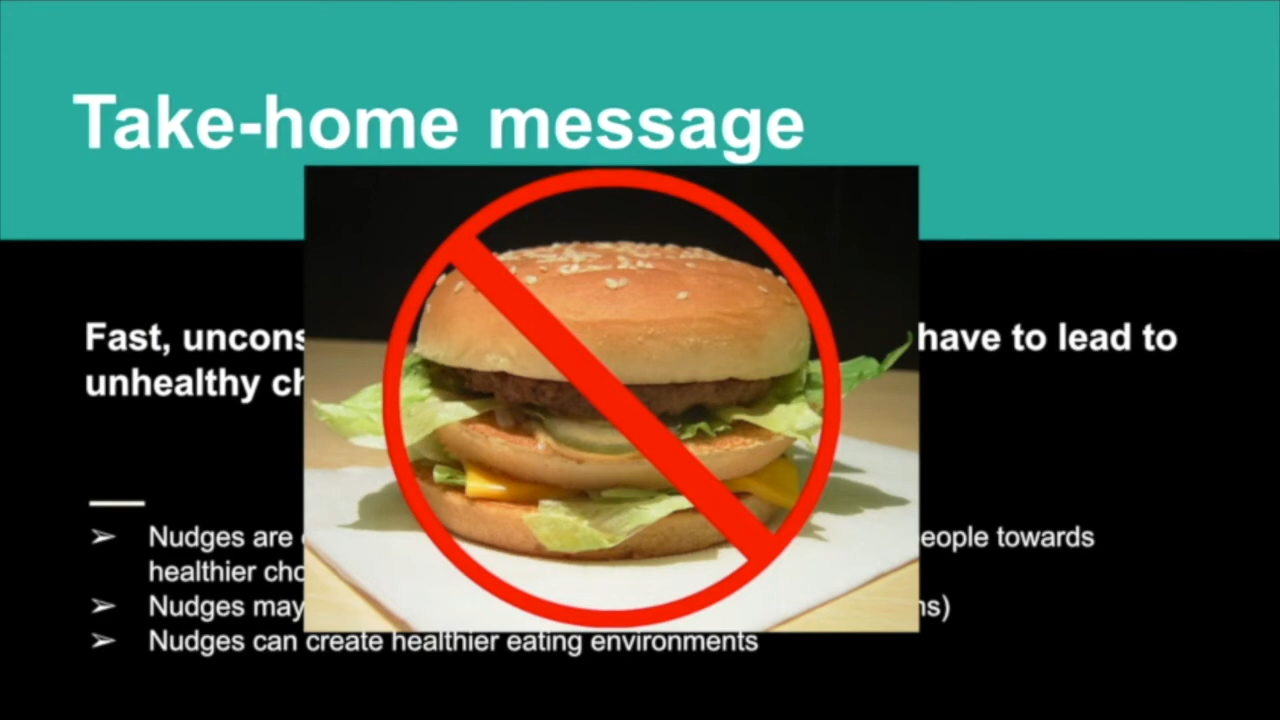 Take-home message
Fast, uncons have to lead to
unhealthy ch
➢ Nudges are eople towards
healthier cho
➢ Nudges may ns)
➢ Nudges can create healthier eating environments